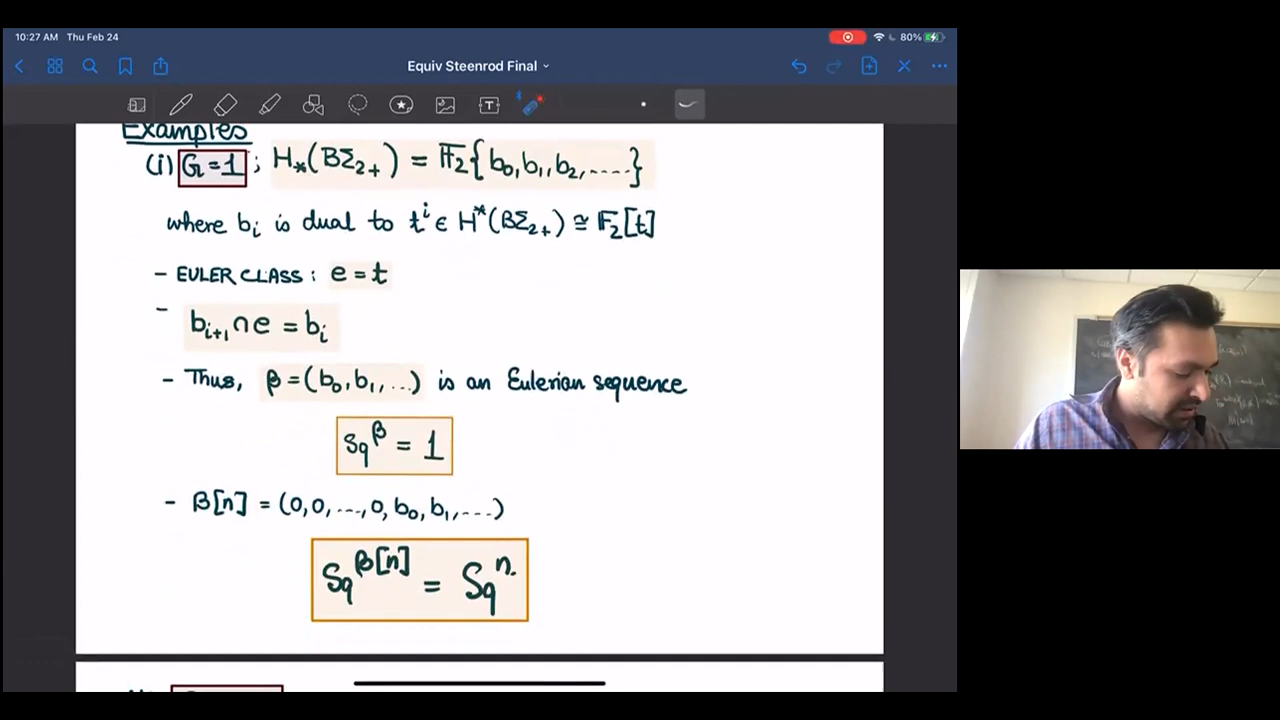 10:27 AM Thu Feb 24
80%
Equiv Steenrod Final
Examples
(i) G=1 ; H_*(BΣ_{2+}) = 𝔽_2{b_0, b_1, b_2, .....}
where b_i is dual to t^i ∈ H^*(BΣ_{2+}) ≅ 𝔽_2[t]
- EULER CLASS : e = t
- b_{i+1} ∩ e = b_i
- Thus, β = (b_0, b_1, ...) is an Eulerian sequence
Sq^β = 1
- β[n] = (0, 0, ..., 0, b_0, b_1, ....)
Sq^{β[n]} = Sq^n.